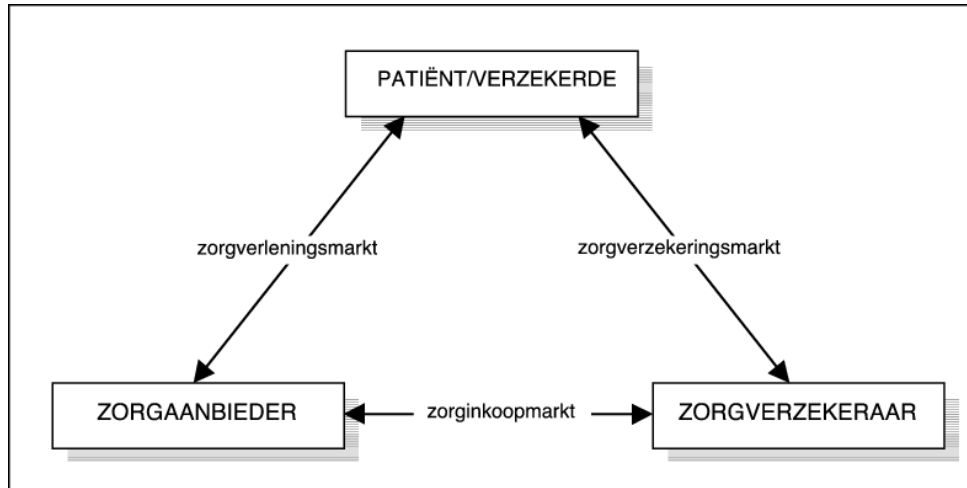 PATIËNT/VERZEKERDE
zorgverleningsmarkt
zorgverzekeringsmarkt
ZORGAANBIEDER
zorginkoopmarkt
ZORGVERZEKERAAR